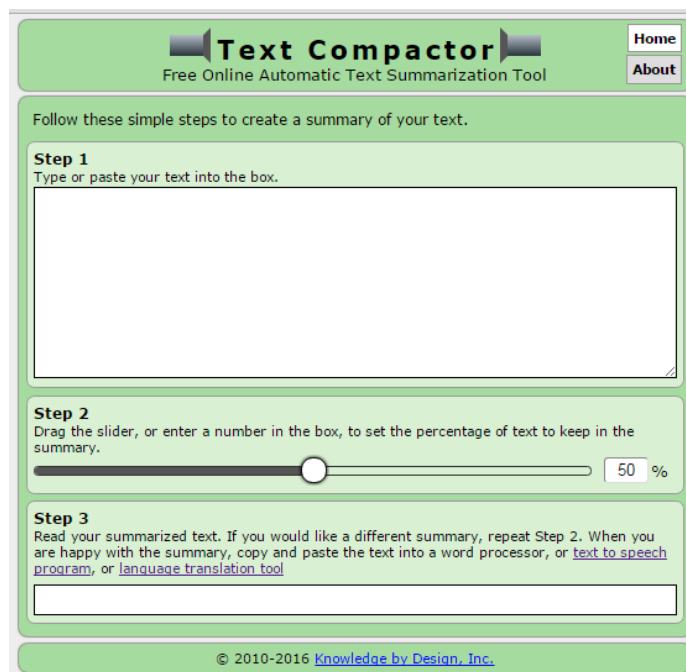 Text Compactor
Free Online Automatic Text Summarization Tool
Home
About
Follow these simple steps to create a summary of your text.
Step 1
Type or paste your text into the box.
Step 2
Drag the slider, or enter a number in the box, to set the percentage of text to keep in the
summary.
50 %
Step 3
Read your summarized text. If you would like a different summary, repeat Step 2. When you
are happy with the summary, copy and paste the text into a word processor, or text to speech
program, or language translation tool
© 2010-2016 Knowledge by Design, Inc.